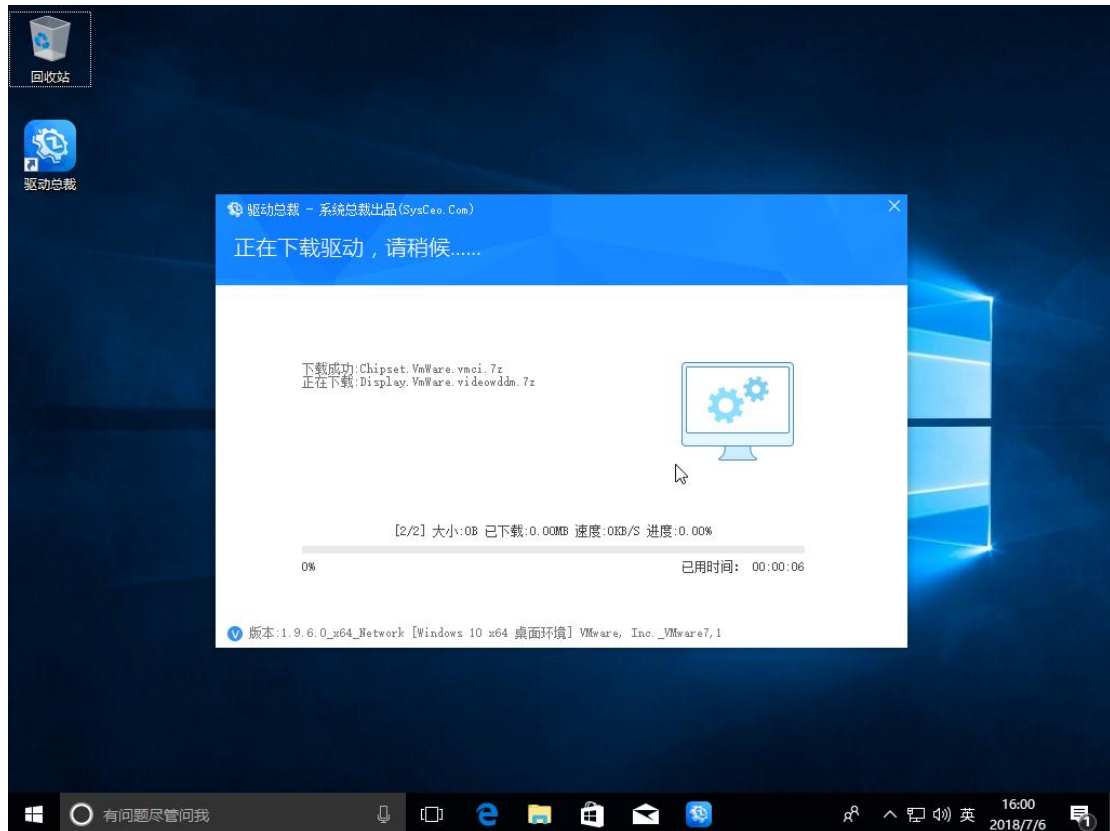 回收站
驱动总裁
驱动总裁 - 系统总裁出品(SysCeo.Com)
正在下载驱动，请稍候......
下载成功:Chipset.VmWare.vmci.7z
正在下载:Display.VmWare.videowddm.7z
[2/2] 大小:0B 已下载:0.00MB 速度:0KB/S 进度:0.00%
0% 已用时间: 00:00:06
版本:1.9.6.0_x64_Network [Windows 10 x64 桌面环境] VMware, Inc._VMware7,1
有问题尽管问我
英
16:00
2018/7/6
1